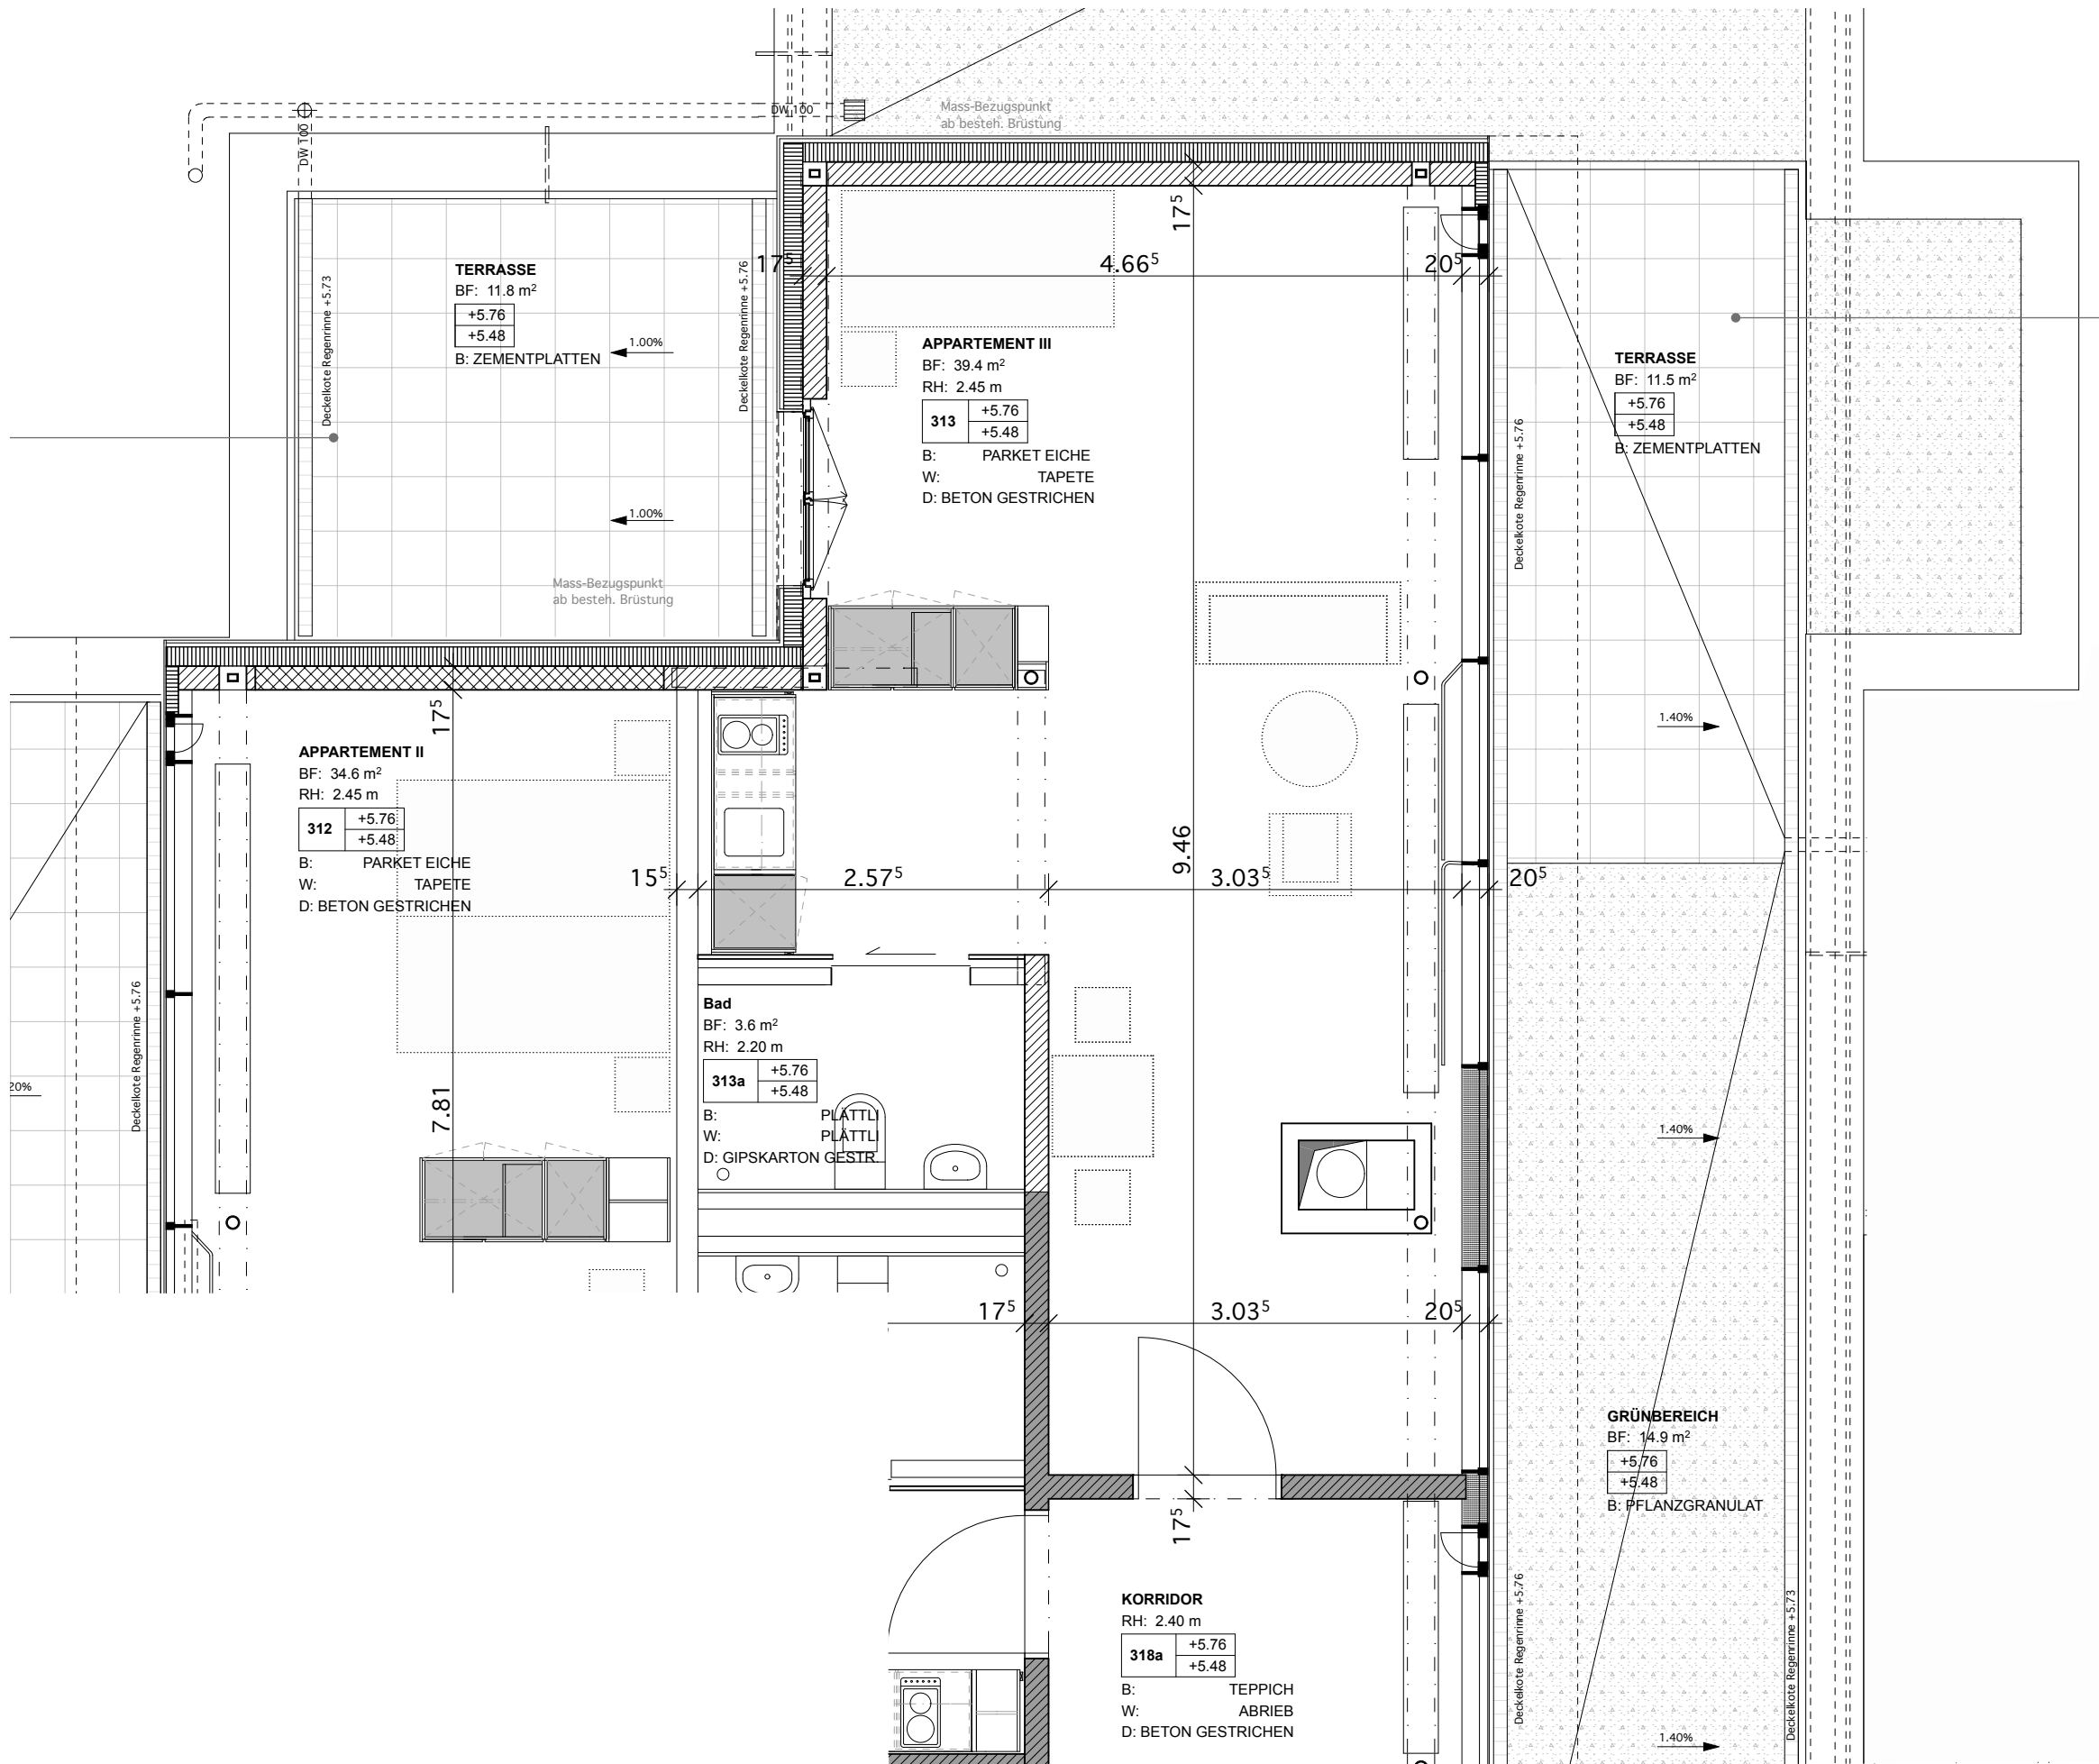 DW 100
DW 100
Mass-Bezugspunkt
ab besteh. Brüstung
17⁵
17⁵
4.66⁵
20⁵
TERRASSE
BF: 11.8 m²
+5.76
+5.48
B: ZEMENTPLATTEN
Deckelkote Regenrinne +5.73
Deckelkote Regenrinne +5.76
1.00%
1.00%
Mass-Bezugspunkt
ab besteh. Brüstung
APPARTEMENT III
BF: 39.4 m²
RH: 2.45 m
313
+5.76
+5.48
B: PARKET EICHE
W: TAPETE
D: BETON GESTRICHEN
TERRASSE
BF: 11.5 m²
+5.76
+5.48
B: ZEMENTPLATTEN
Deckelkote Regenrinne +5.76
1.40%
17⁵
APPARTEMENT II
BF: 34.6 m²
RH: 2.45 m
312
+5.76
+5.48
B: PARKET EICHE
W: TAPETE
D: BETON GESTRICHEN
15⁵
2.57⁵
9.46
3.03⁵
20⁵
Deckelkote Regenrinne +5.76
20%
7.81
Bad
BF: 3.6 m²
RH: 2.20 m
313a
+5.76
+5.48
B: PLÄTTLI
W: PLÄTTLI
D: GIPSKARTON GESTR.
1.40%
17⁵
3.03⁵
20⁵
GRÜNBEREICH
BF: 14.9 m²
+5.76
+5.48
B: PFLANZGRANULAT
17⁵
KORRIDOR
RH: 2.40 m
318a
+5.76
+5.48
B: TEPPICH
W: ABRIEB
D: BETON GESTRICHEN
Deckelkote Regenrinne +5.76
Deckelkote Regenrinne +5.73
1.40%